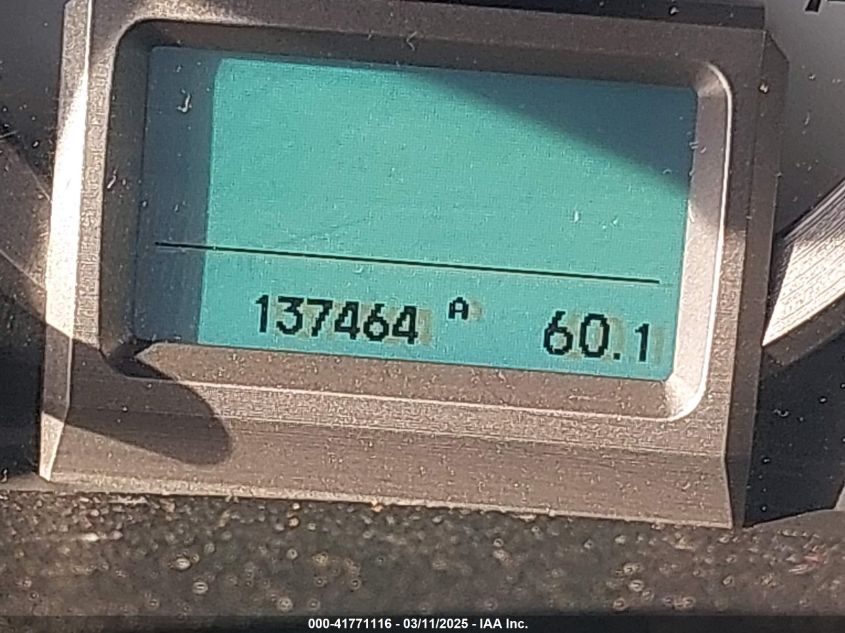 137464 A 60.1
000-41771116 - 03/11/2025 - IAA Inc.